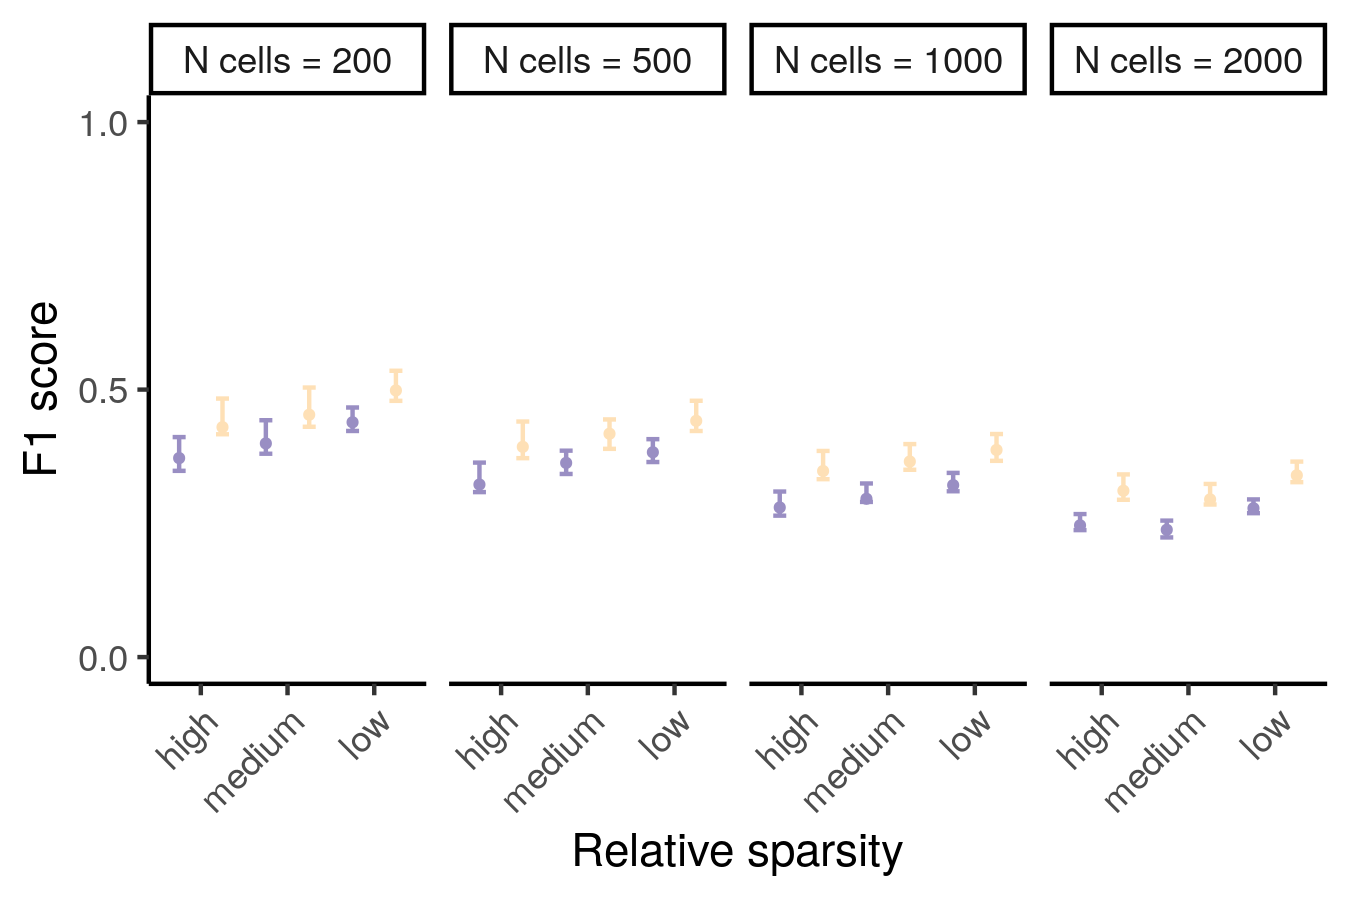 N cells = 200
N cells = 500
N cells = 1000
N cells = 2000
1.0
0.5
0.0
F1 score
high
medium
low
high
medium
low
high
medium
low
high
medium
low
Relative sparsity